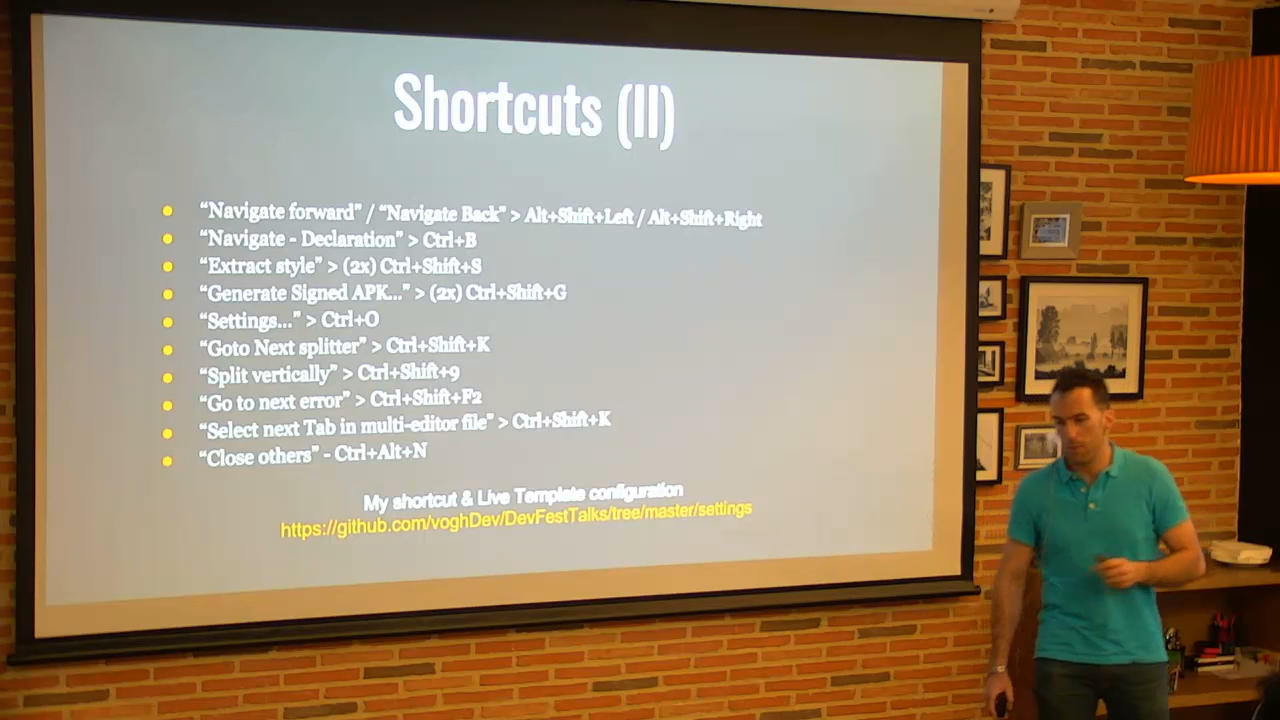 Shortcuts (II)
“Navigate forward” / “Navigate Back” > Alt+Shift+Left / Alt+Shift+Right
“Navigate - Declaration” > Ctrl+B
“Extract style” > (2x) Ctrl+Shift+S
“Generate Signed APK...” > (2x) Ctrl+Shift+G
“Settings...” > Ctrl+O
“Goto Next splitter” > Ctrl+Shift+K
“Split vertically” > Ctrl+Shift+9
“Go to next error” > Ctrl+Shift+F2
“Select next Tab in multi-editor file” > Ctrl+Shift+K
“Close others” - Ctrl+Alt+N
My shortcut & Live Template configuration
https://github.com/voghDev/DevFestTalks/tree/master/settings